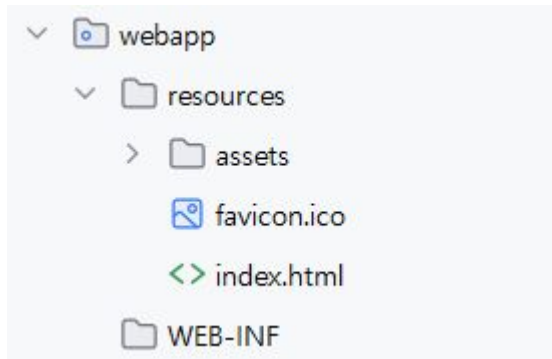 webapp
resources
assets
favicon.ico
index.html
WEB-INF